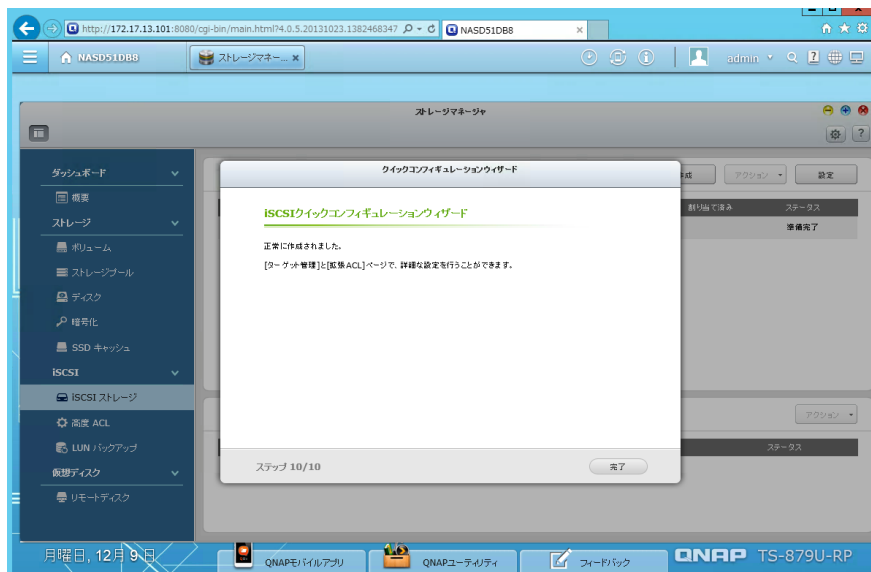 http://172.17.13.101:8080/cgi-bin/main.html?4.0.5.20131023.1382468347
NASD51DB8
NASD51DB8
ストレージマネー...
admin
ストレージマネージャ
ダッシュボード
概要
ストレージ
ボリューム
ストレージプール
ディスク
暗号化
SSD キャッシュ
iSCSI
iSCSI ストレージ
高度 ACL
LUN バックアップ
仮想ディスク
リモートディスク
アクション
設定
割り当て済み
ステータス
準備完了
クイックコンフィギュレーションウィザード
iSCSIクイックコンフィギュレーションウィザード
正常に作成されました。
[ターゲット管理]と[拡張ACL]ページで、詳細な設定を行うことができます。
ステップ 10/10
完了
アクション
ステータス
月曜日, 12月 9日
QNAPモバイルアプリ
QNAPユーティリティ
フィードバック
QNAP TS-879U-RP